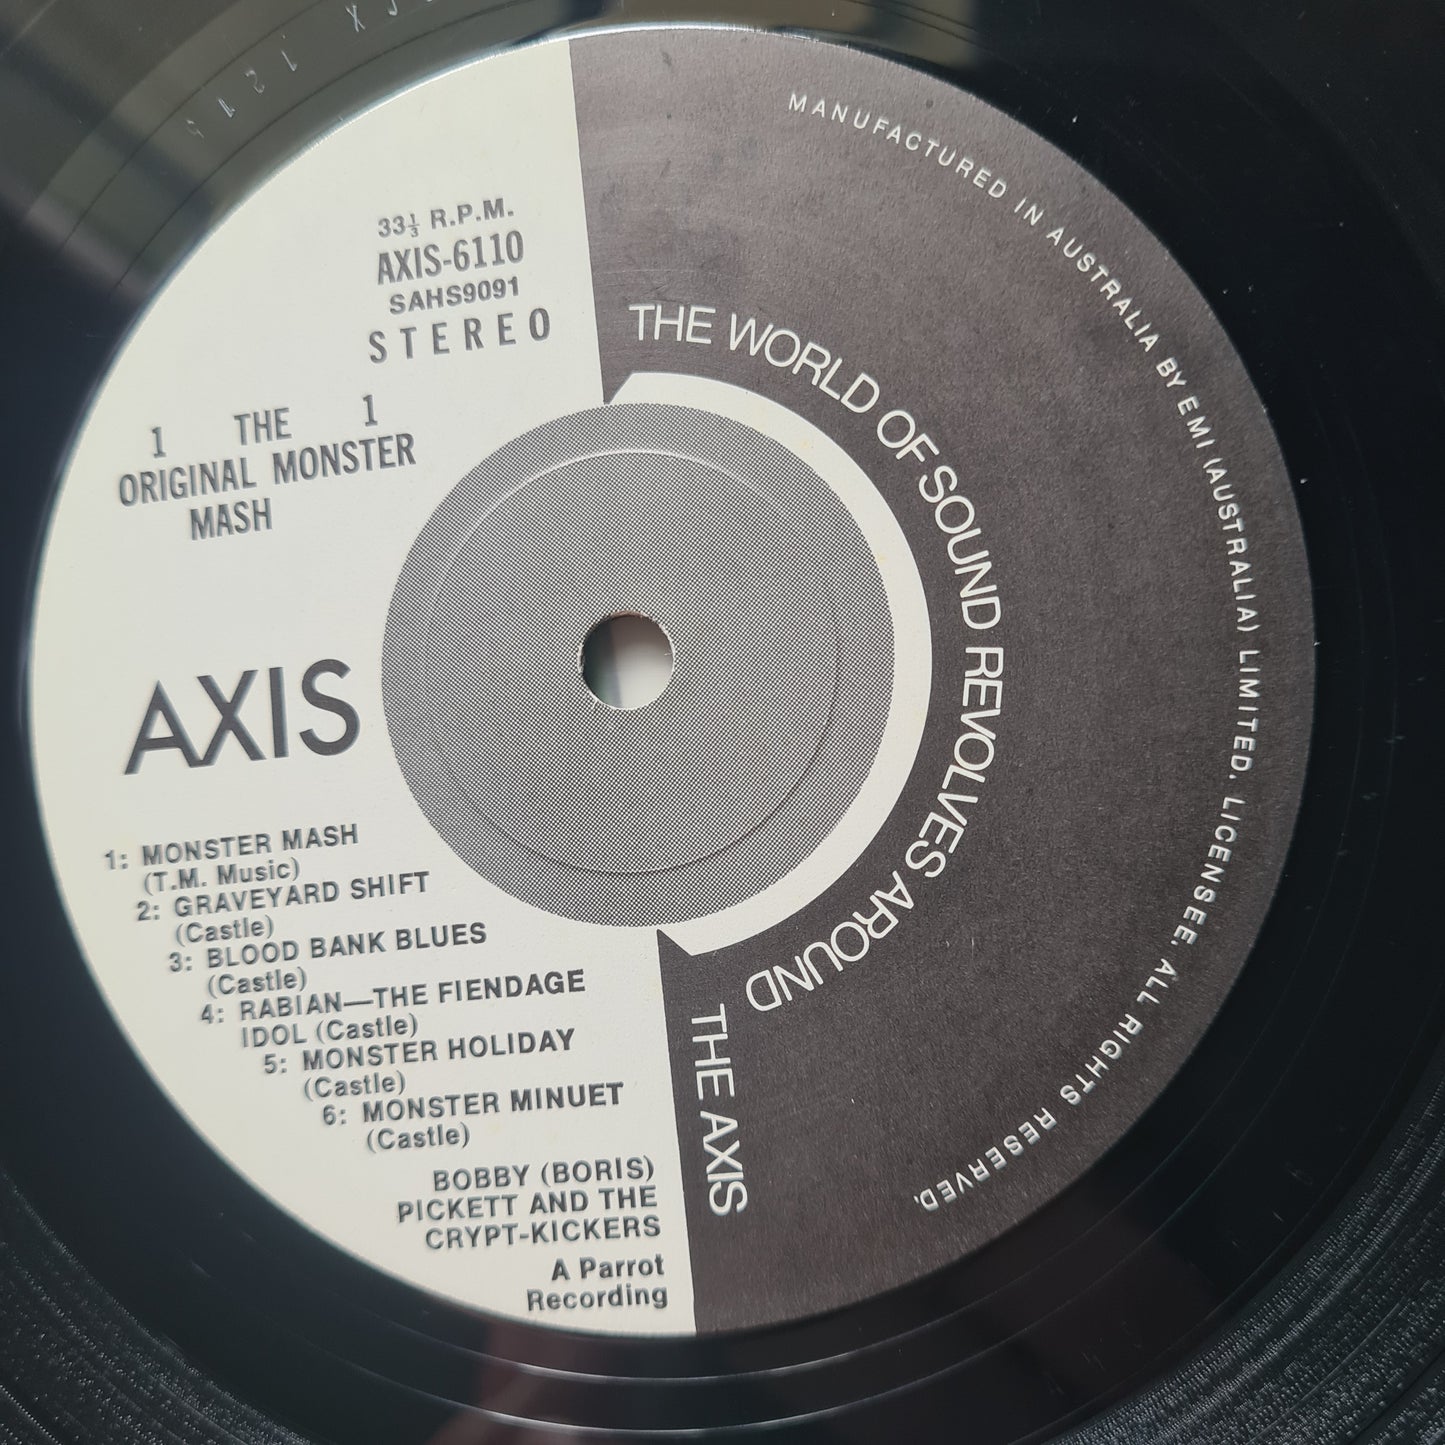 33⅓ R.P.M.
AXIS-6110
SAHS9091
STEREO
1 THE 1
ORIGINAL MONSTER
MASH
AXIS
1: MONSTER MASH
(T.M. Music)
2: GRAVEYARD SHIFT
(Castle)
3: BLOOD BANK BLUES
(Castle)
4: RABIAN—THE FIENDAGE
IDOL (Castle)
5: MONSTER HOLIDAY
(Castle)
6: MONSTER MINUET
(Castle)
BOBBY (BORIS)
PICKETT AND THE
CRYPT-KICKERS
A Parrot
Recording
THE WORLD OF SOUND REVOLVES AROUND
THE AXIS
MANUFACTURED IN AUSTRALIA BY EMI (AUSTRALIA) LIMITED. LICENSEE. ALL RIGHTS RESERVED.